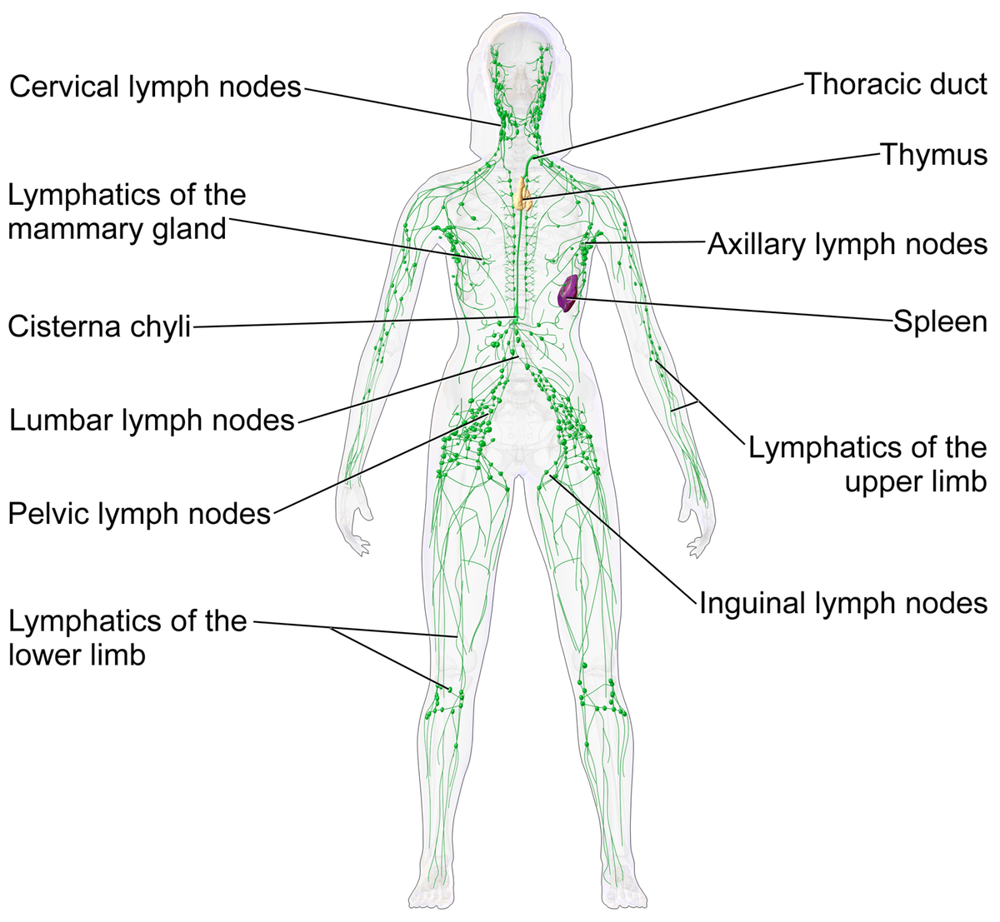 Cervical lymph nodes
Lymphatics of the
mammary gland
Cisterna chyli
Lumbar lymph nodes
Pelvic lymph nodes
Lymphatics of the
lower limb
Thoracic duct
Thymus
Axillary lymph nodes
Spleen
Lymphatics of the
upper limb
Inguinal lymph nodes